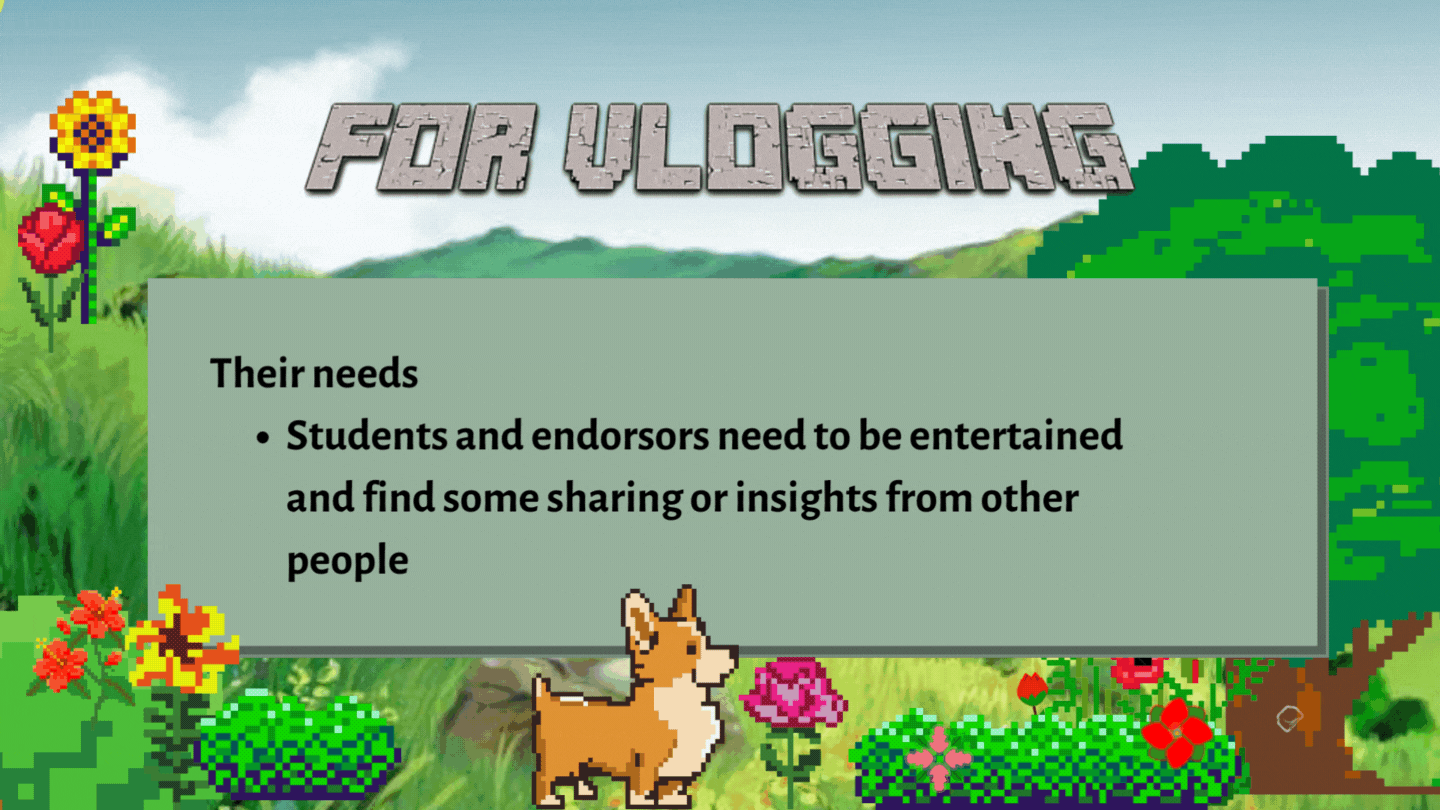 FOR VLOGGING
Their needs
• Students and endorsors need to be entertained
and find some sharing or insights from other
people